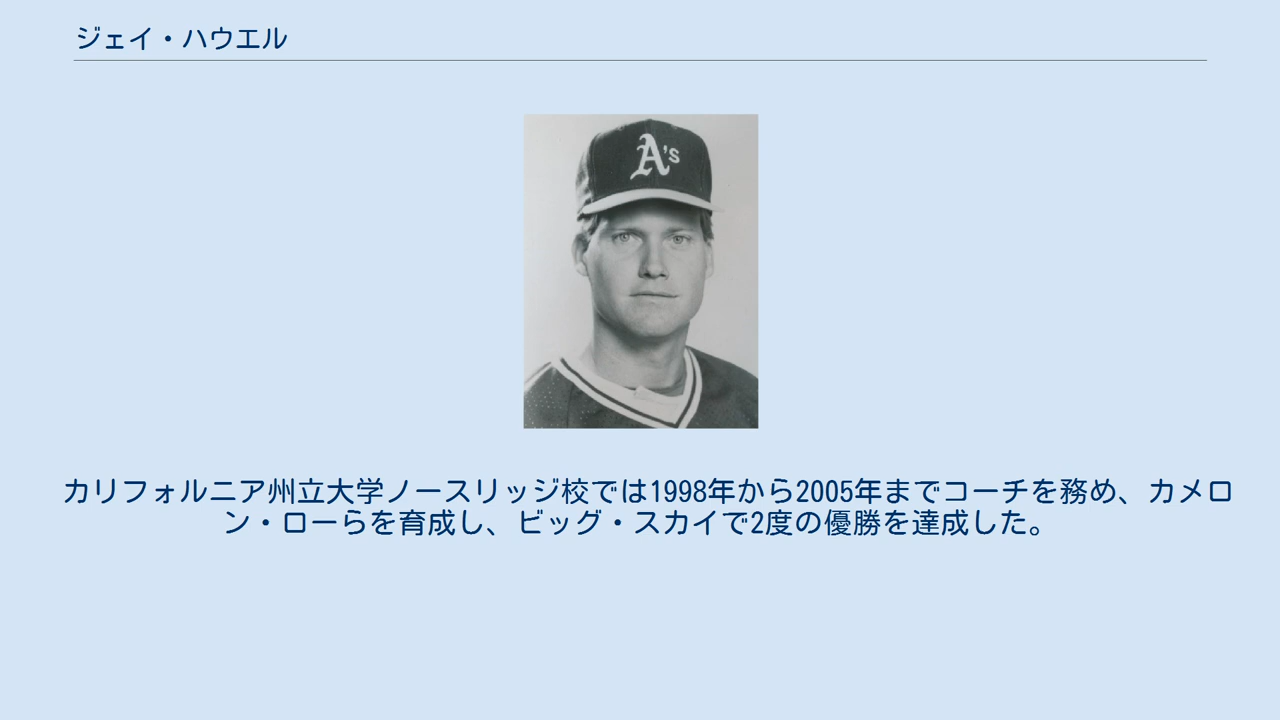 ジェイ・ハウエル
A's
カリフォルニア州立大学ノースリッジ校では1998年から2005年までコーチを務め、カメロ
ン・ローらを育成し、ビッグ・スカイで2度の優勝を達成した。